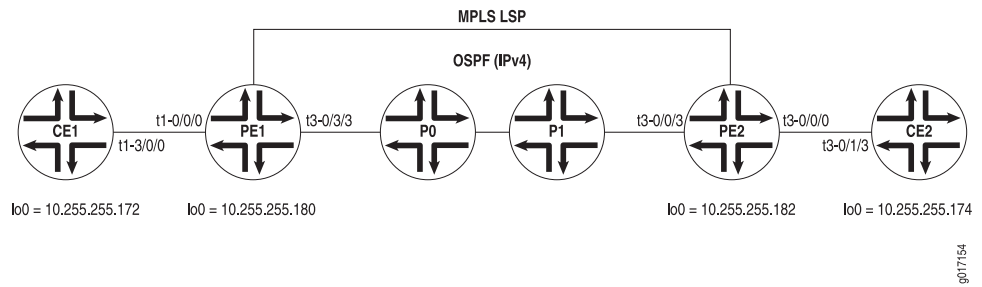 MPLS LSP
OSPF (IPv4)
t1-0/0/0
t3-0/3/3
t3-0/0/3
t3-0/0/0
CE1
PE1
P0
P1
PE2
CE2
t1-3/0/0
t3-0/1/3
lo0 = 10.255.255.172
lo0 = 10.255.255.180
lo0 = 10.255.255.182
lo0 = 10.255.255.174
g017154